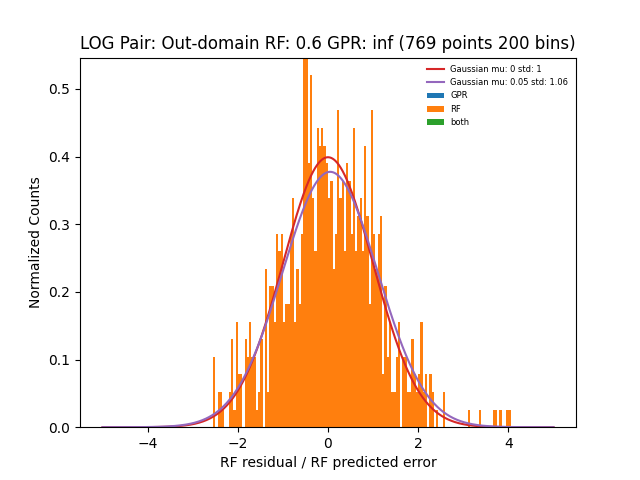 LOG Pair: Out-domain RF: 0.6 GPR: inf (769 points 200 bins)
Gaussian mu: 0 std: 1
Gaussian mu: 0.05 std: 1.06
GPR
RF
both
Normalized Counts
0.5
0.4
0.3
0.2
0.1
0.0
−4
−2
0
2
4
RF residual / RF predicted error